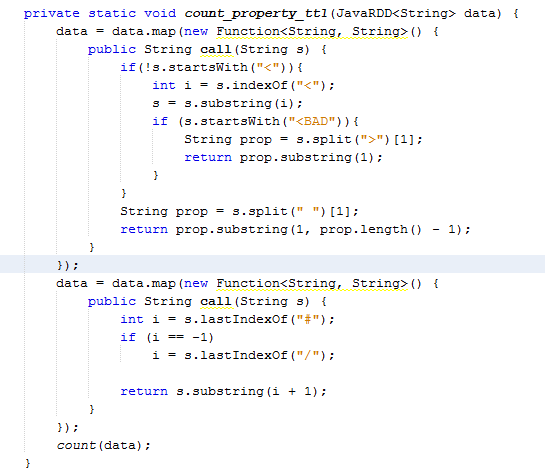 private static void count_property_ttl(JavaRDD<String> data) {
    data = data.map(new Function<String, String>() {
        public String call(String s) {
            if(!s.startsWith("<")){
                int i = s.indexOf("<");
                s = s.substring(i);
                if (s.startsWith("<BAD")){
                    String prop = s.split(">")[1];
                    return prop.substring(1);
                }
            }
            String prop = s.split(" ")[1];
            return prop.substring(1, prop.length() - 1);
        }
    });
    data = data.map(new Function<String, String>() {
        public String call(String s) {
            int i = s.lastIndexOf("#");
            if (i == -1)
                i = s.lastIndexOf("/");

            return s.substring(i + 1);
        }
    });
    count(data);
}